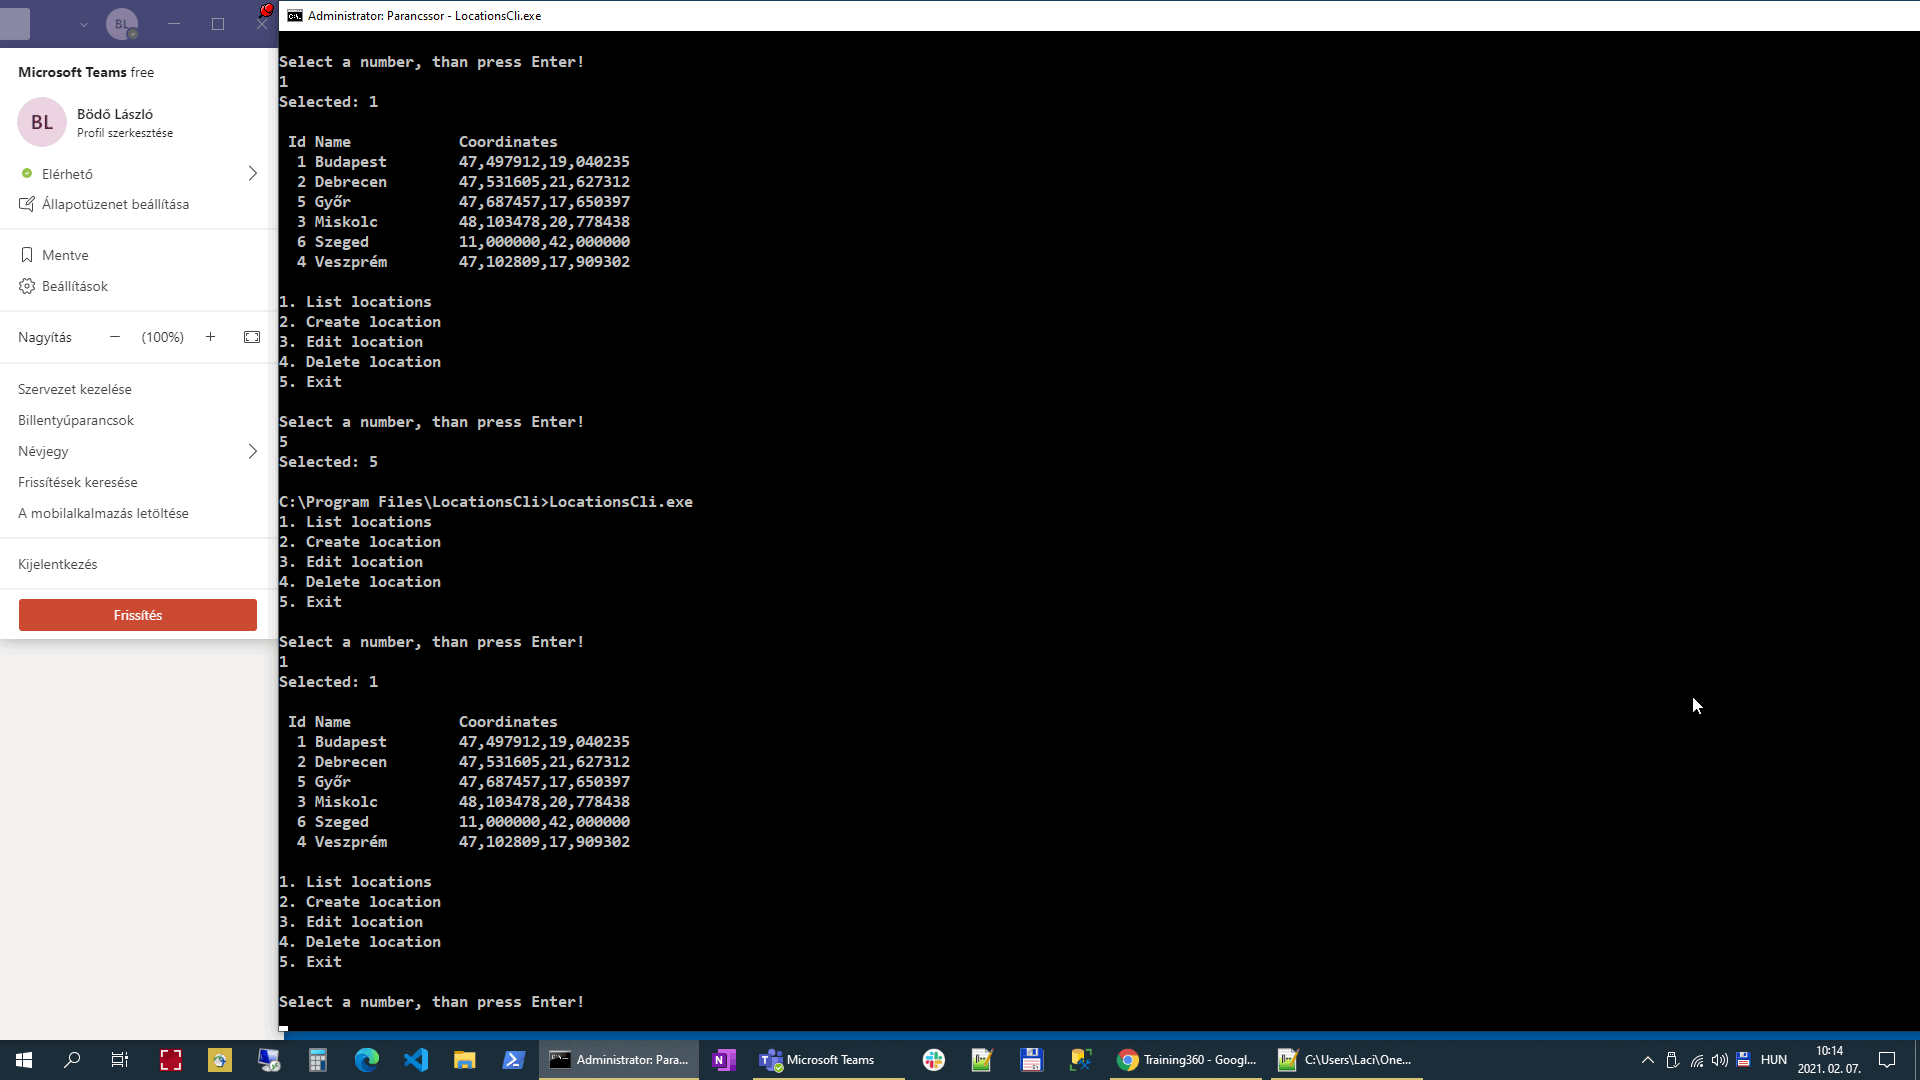 BL
Microsoft Teams free
BL
Bödő László
Profil szerkesztése
Elérhető
Állapotüzenet beállítása
Mentve
Beállítások
Nagyítás
(100%)
Szervezet kezelése
Billentyűparancsok
Névjegy
Frissítések keresése
A mobilalkalmazás letöltése
Kijelentkezés
Frissítés
Administrator: Parancssor - LocationsCli.exe
Select a number, than press Enter!
1
Selected: 1
Id Name Coordinates
1 Budapest 47,497912,19,040235
2 Debrecen 47,531605,21,627312
5 Győr 47,687457,17,650397
3 Miskolc 48,103478,20,778438
6 Szeged 11,000000,42,000000
4 Veszprém 47,102809,17,909302
1. List locations
2. Create location
3. Edit location
4. Delete location
5. Exit
Select a number, than press Enter!
5
Selected: 5
C:\Program Files\LocationsCli>LocationsCli.exe
1. List locations
2. Create location
3. Edit location
4. Delete location
5. Exit
Select a number, than press Enter!
1
Selected: 1
Id Name Coordinates
1 Budapest 47,497912,19,040235
2 Debrecen 47,531605,21,627312
5 Győr 47,687457,17,650397
3 Miskolc 48,103478,20,778438
6 Szeged 11,000000,42,000000
4 Veszprém 47,102809,17,909302
1. List locations
2. Create location
3. Edit location
4. Delete location
5. Exit
Select a number, than press Enter!
Administrator: Para...
Microsoft Teams
Training360 - Googl...
C:\Users\Laci\One...
HUN
10:14
2021. 02. 07.